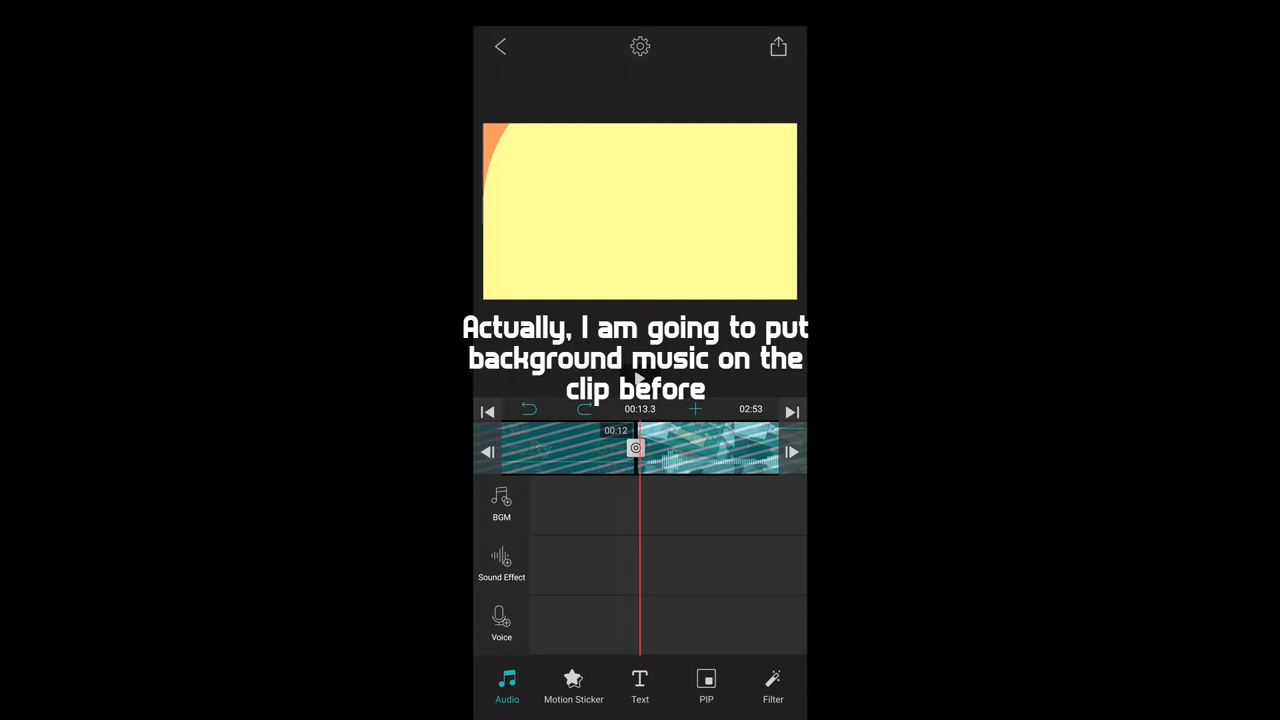 Actually, I am going to put
background music on the
clip before
00:13.3
02:53
00:12
BGM
Sound Effect
Voice
Audio
Motion Sticker
Text
PIP
Filter